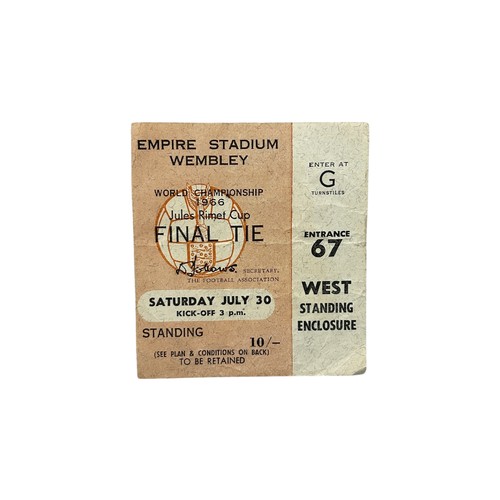 EMPIRE STADIUM
WEMBLEY
WORLD CHAMPIONSHIP
1966
Jules Rimet Cup
FINAL TIE
SECRETARY,
THE FOOTBALL ASSOCIATION
SATURDAY JULY 30
KICK-OFF 3 p.m.
STANDING 10/-
(SEE PLAN & CONDITIONS ON BACK)
TO BE RETAINED
ENTER AT
G
TURNSTILES
ENTRANCE
67
WEST
STANDING
ENCLOSURE